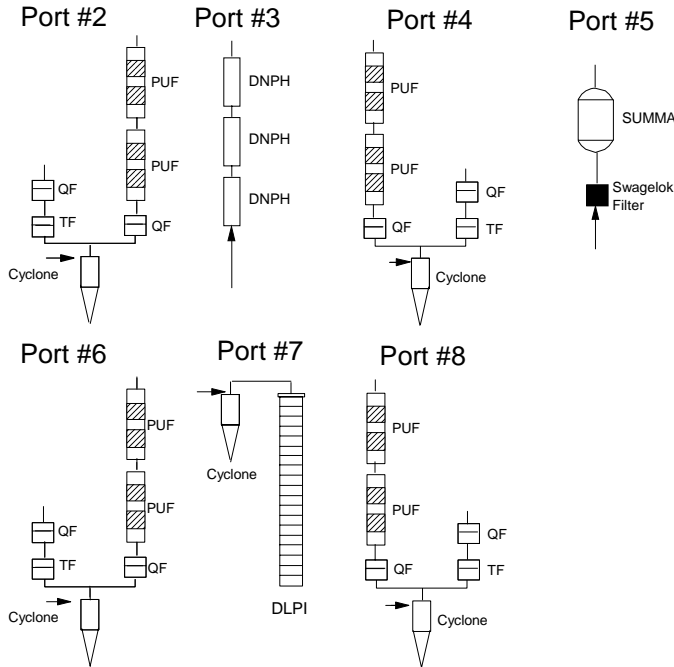 Port #2
PUF
PUF
QF
TF
QF
Cyclone
Port #3
DNPH
DNPH
DNPH
Port #4
PUF
PUF
QF
QF
TF
Cyclone
Port #5
SUMMA
Swagelok
Filter
Port #6
PUF
PUF
QF
TF
QF
Cyclone
Port #7
Cyclone
DLPI
Port #8
PUF
PUF
QF
QF
TF
Cyclone